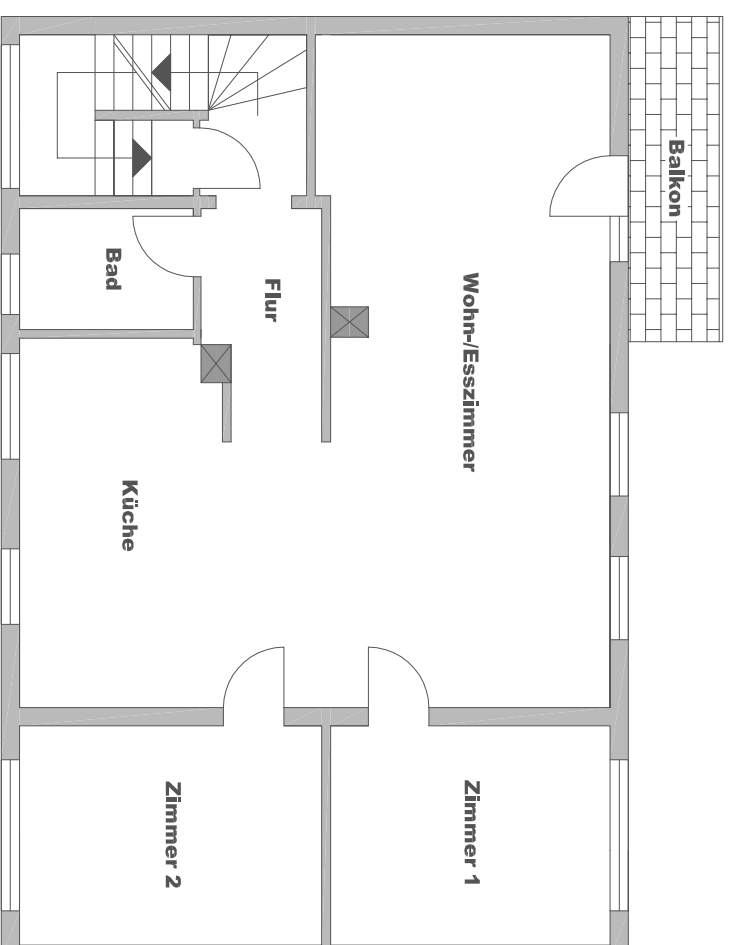 Balkon
Wohn-/Esszimmer
Flur
Bad
Küche
Zimmer 1
Zimmer 2